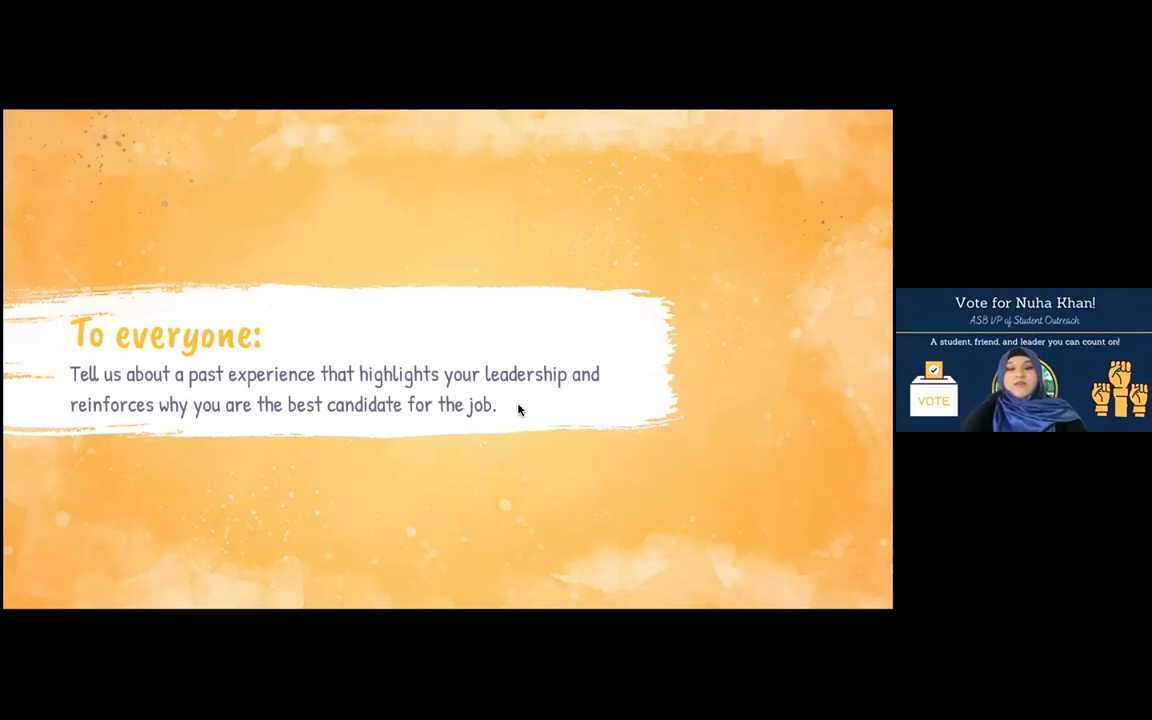 To everyone:
Tell us about a past experience that highlights your leadership and
reinforces why you are the best candidate for the job.
Vote for Nuha Khan!
ASB VP of Student Outreach
A student, friend, and leader you can count on!
VOTE